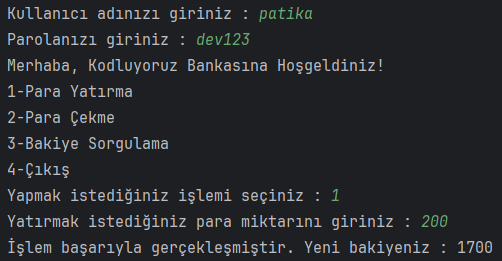 Kullanıcı adınızı giriniz : patika
Parolanızı giriniz : dev123
Merhaba, Kodluyoruz Bankasına Hoşgeldiniz!
1-Para Yatırma
2-Para Çekme
3-Bakiye Sorgulama
4-Çıkış
Yapmak istediğiniz işlemi seçiniz : 1
Yatırmak istediğiniz para miktarını giriniz : 200
İşlem başarıyla gerçekleşmiştir. Yeni bakiyeniz : 1700